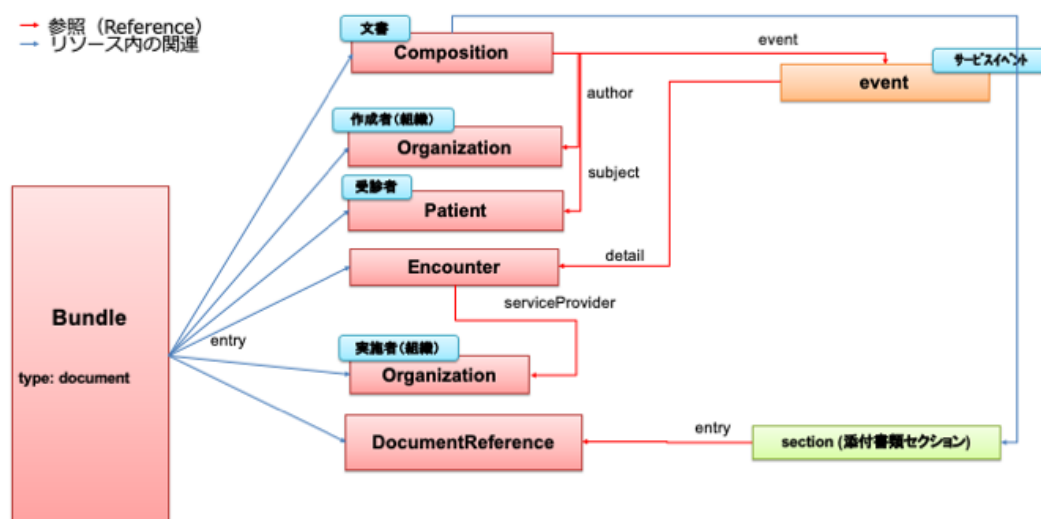 参照（Reference）
リソース内の関連
文書
Composition
event
サービスイベント
event
author
作成者(組織)
Organization
subject
受診者
Patient
Encounter
detail
serviceProvider
Bundle
entry
type: document
実施者(組織)
Organization
DocumentReference
entry
section (添付書類セクション)